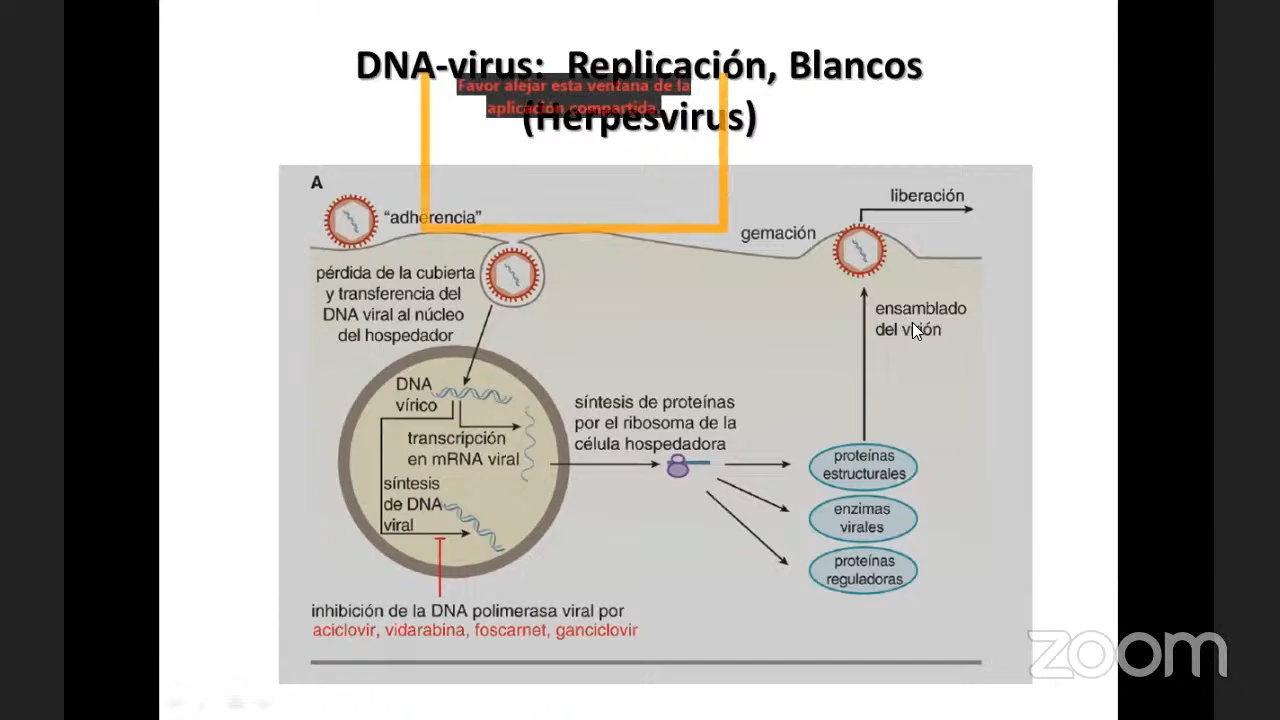 DNA-virus: Replicación, Blancos
(Herpesvirus)
Favor alejar esta ventana de la
aplicación compartida.
A
"adherencia"
pérdida de la cubierta
y transferencia del
DNA viral al núcleo
del hospedador
DNA
vírico
transcripción
en mRNA viral
síntesis
de DNA
viral
síntesis de proteínas
por el ribosoma de la
célula hospedadora
gemación
liberación
ensamblado
del virión
proteínas
estructurales
enzimas
virales
proteínas
reguladoras
inhibición de la DNA polimerasa viral por
aciclovir, vidarabina, foscarnet, ganciclovir
zoom